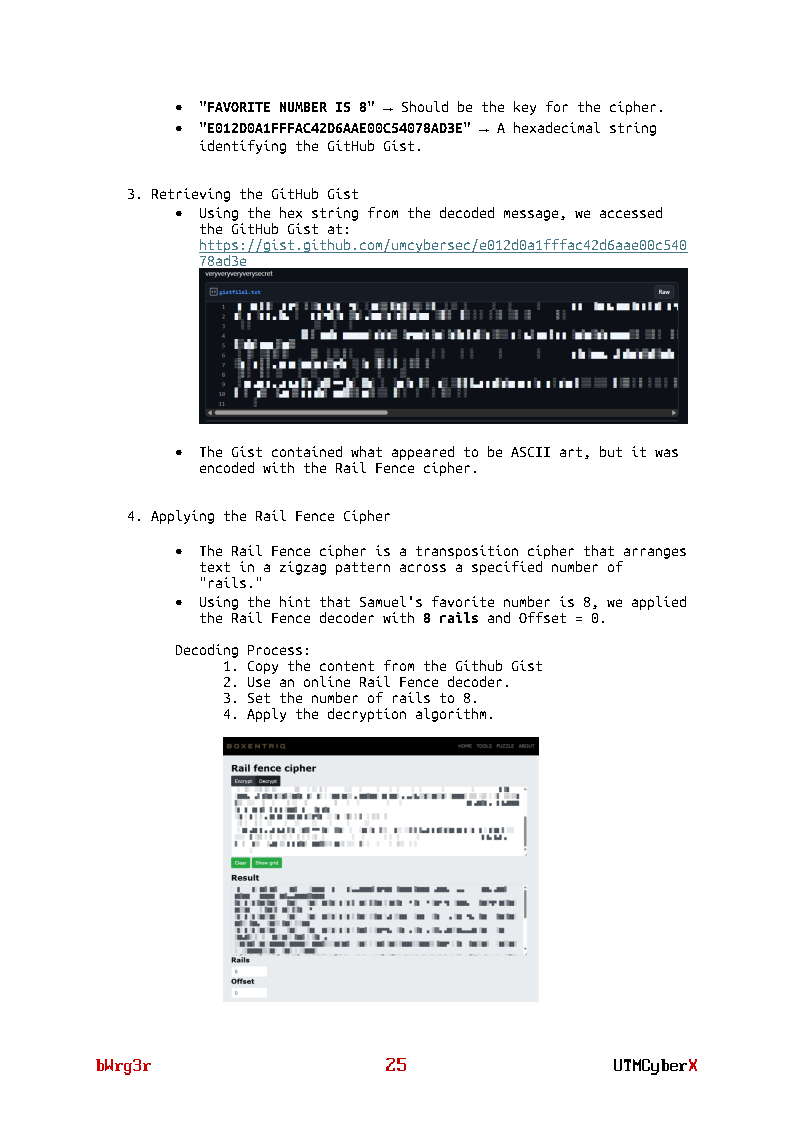 • "FAVORITE NUMBER IS 8" → Should be the key for the cipher.
• "E012D0A1FFFAC42D6AAE00C54078AD3E" → A hexadecimal string
identifying the GitHub Gist.
3. Retrieving the GitHub Gist
• Using the hex string from the decoded message, we accessed
the GitHub Gist at:
https://gist.github.com/umcybersec/e012d0a1fffac42d6aae00c540
78ad3e
veryveryveryverysecret
gistfile1.txt Raw
1
2
3
4
5
6
7
8
9
10
11
• The Gist contained what appeared to be ASCII art, but it was
encoded with the Rail Fence cipher.
4. Applying the Rail Fence Cipher
• The Rail Fence cipher is a transposition cipher that arranges
text in a zigzag pattern across a specified number of
"rails."
• Using the hint that Samuel's favorite number is 8, we applied
the Rail Fence decoder with 8 rails and Offset = 0.
Decoding Process:
1. Copy the content from the Github Gist
2. Use an online Rail Fence decoder.
3. Set the number of rails to 8.
4. Apply the decryption algorithm.
BOXENTRIQ HOME TOOLS PUZZLE ABOUT
Rail fence cipher
Encrypt Decrypt
Clear Show grid
Result
Rails
8
Offset
0
bWrg3r 25 UTMCyberX